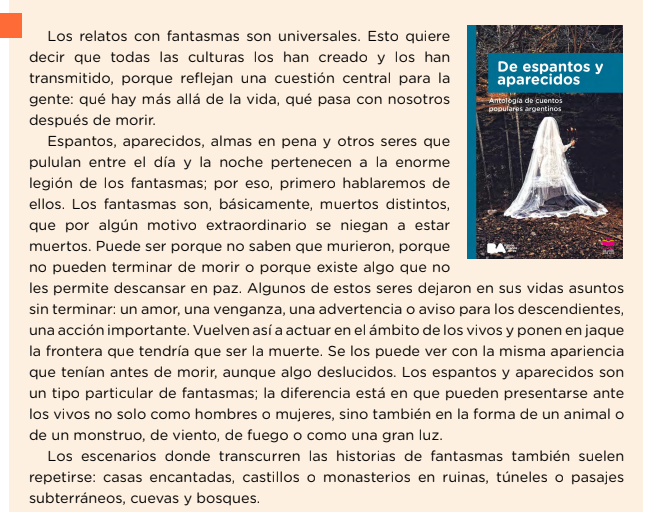 Los relatos con fantasmas son universales. Esto quiere
decir que todas las culturas los han creado y los han
transmitido, porque reflejan una cuestión central para la
gente: qué hay más allá de la vida, qué pasa con nosotros
después de morir.
Espantos, aparecidos, almas en pena y otros seres que
pululan entre el día y la noche pertenecen a la enorme
legión de los fantasmas; por eso, primero hablaremos de
ellos. Los fantasmas son, básicamente, muertos distintos,
que por algún motivo extraordinario se niegan a estar
muertos. Puede ser porque no saben que murieron, porque
no pueden terminar de morir o porque existe algo que no
les permite descansar en paz. Algunos de estos seres dejaron en sus vidas asuntos
sin terminar: un amor, una venganza, una advertencia o aviso para los descendientes,
una acción importante. Vuelven así a actuar en el ámbito de los vivos y ponen en jaque
la frontera que tendría que ser la muerte. Se los puede ver con la misma apariencia
que tenían antes de morir, aunque algo deslucidos. Los espantos y aparecidos son
un tipo particular de fantasmas; la diferencia está en que pueden presentarse ante
los vivos no solo como hombres o mujeres, sino también en la forma de un animal o
de un monstruo, de viento, de fuego o como una gran luz.
Los escenarios donde transcurren las historias de fantasmas también suelen
repetirse: casas encantadas, castillos o monasterios en ruinas, túneles o pasajes
subterráneos, cuevas y bosques.
De espantos y
aparecidos
Antología de cuentos
populares argentinos
BA